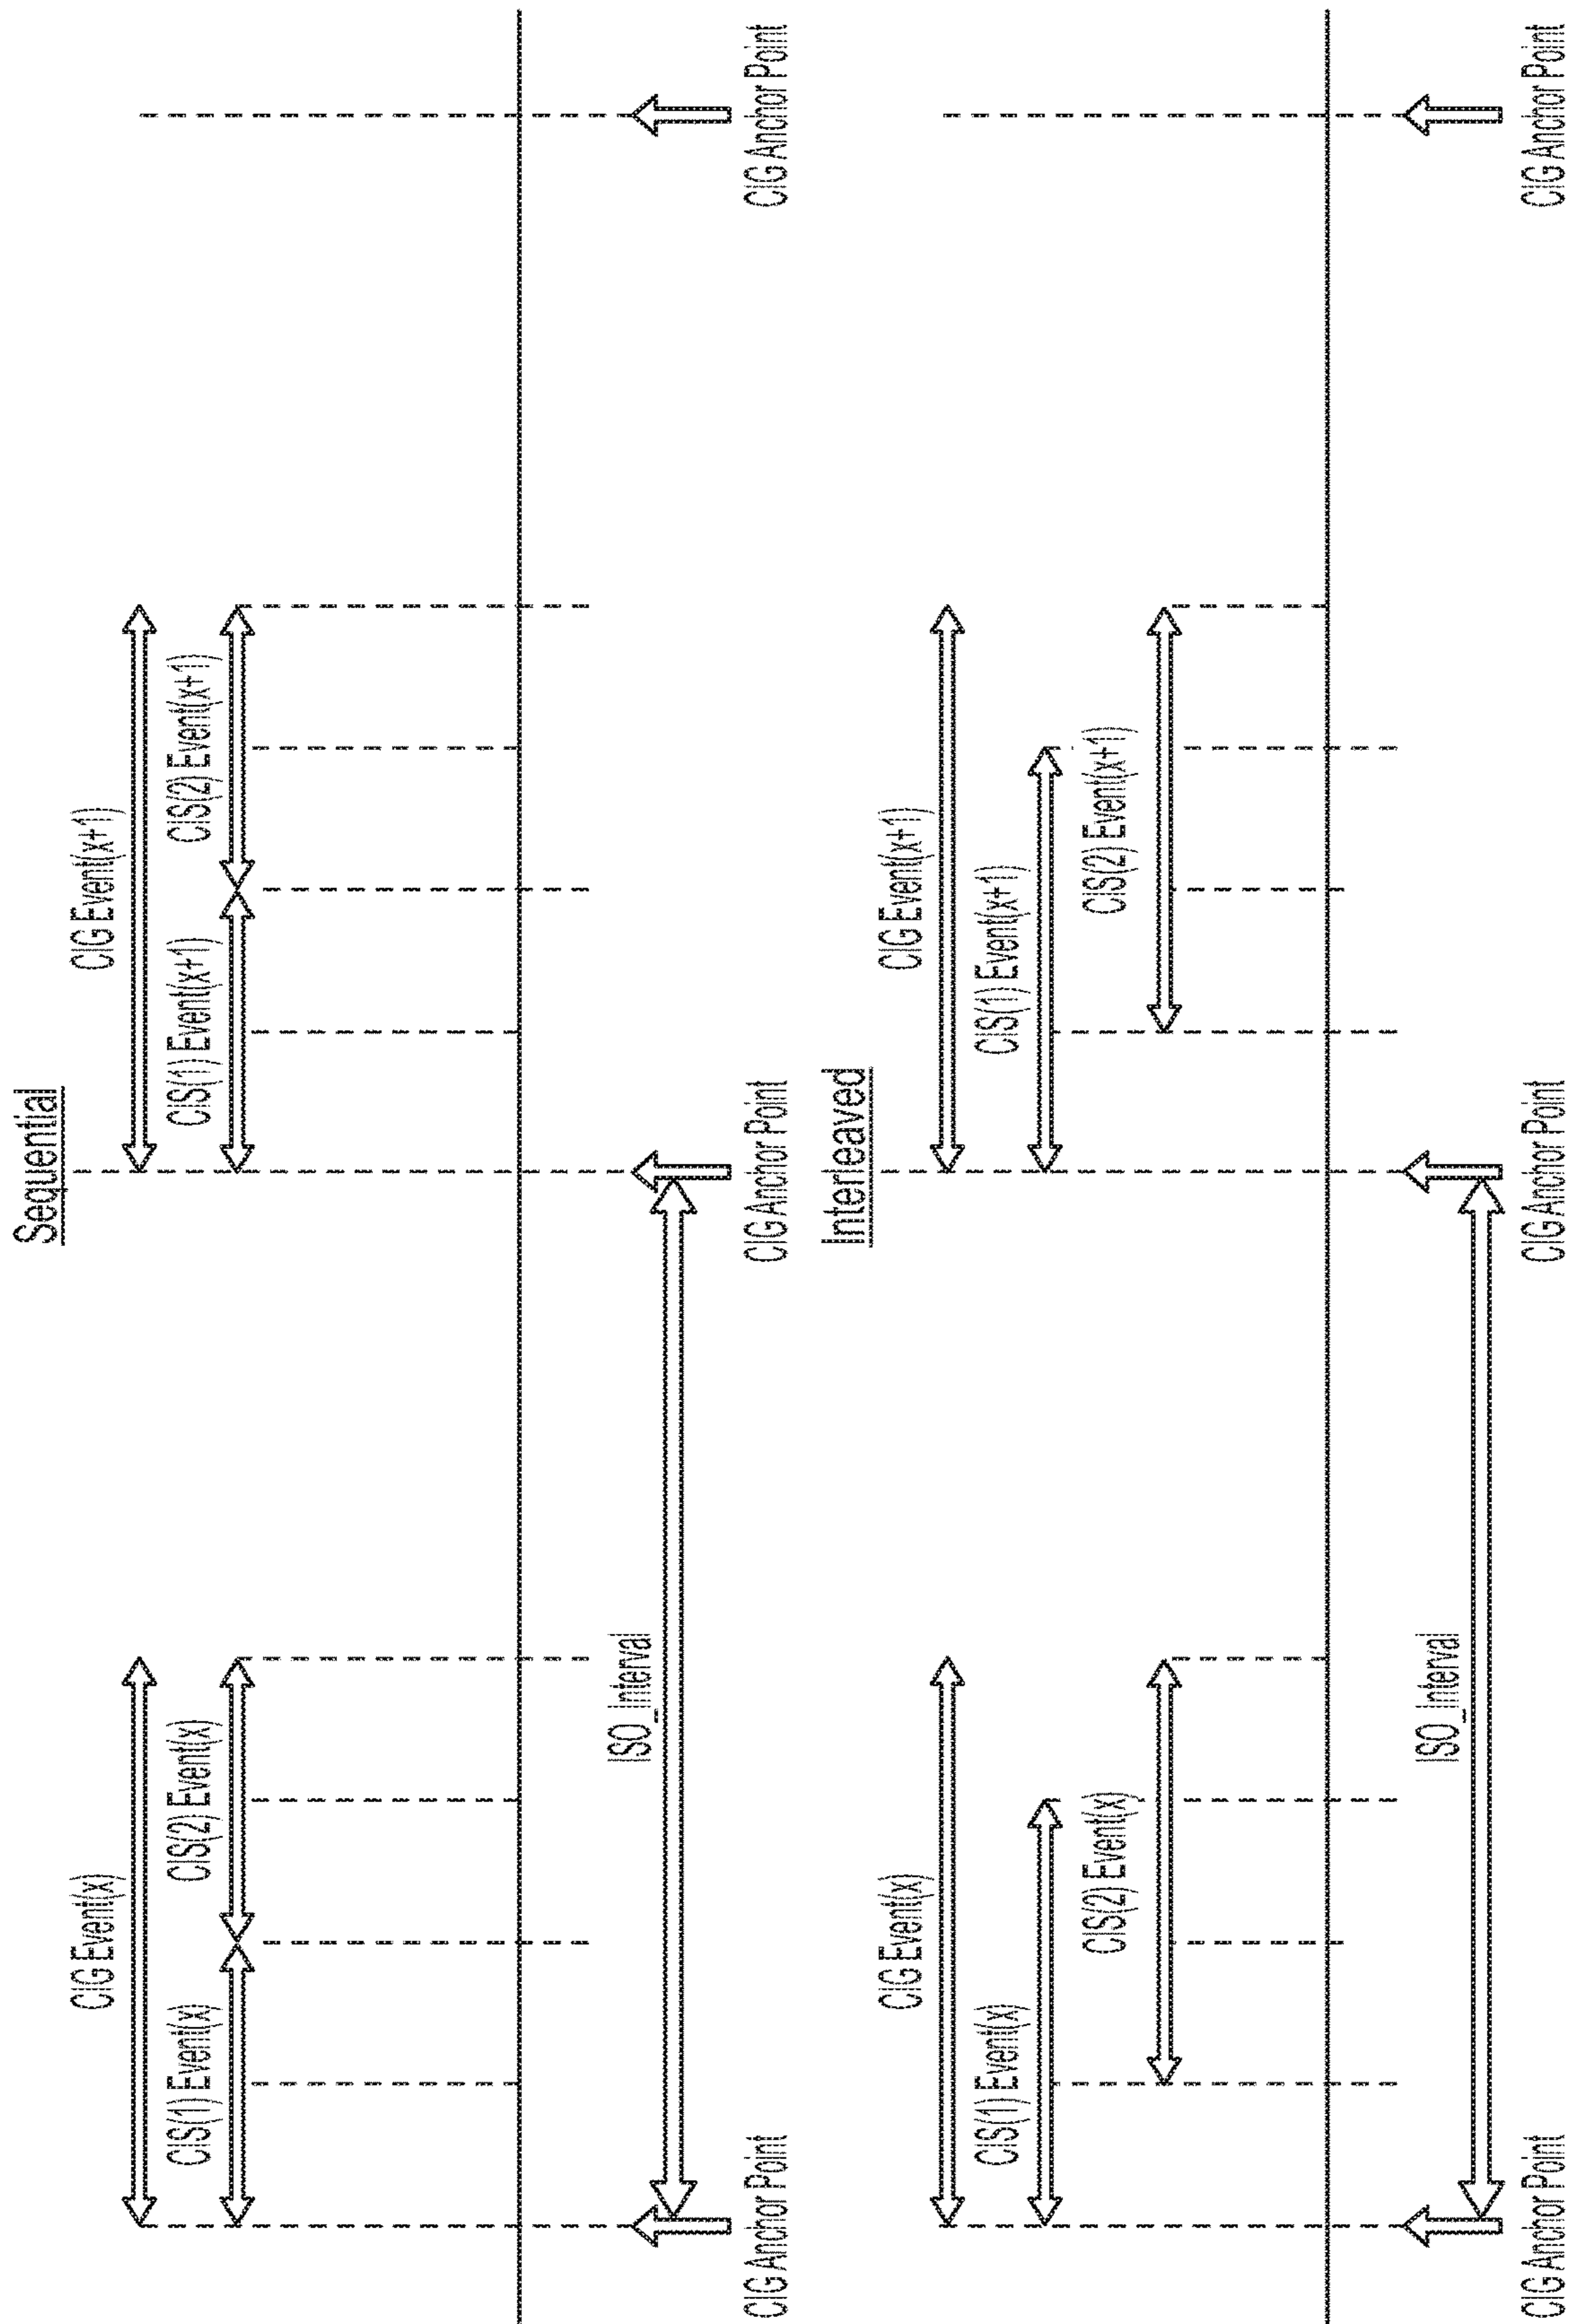 Sequential
CIG Event(x)
CIG Event(x+1)
CIS(1) Event(x)
CIS(2) Event(x)
CIS(1) Event(x+1)
CIS(2) Event(x+1)
ISO_Interval
CIG Anchor Point
CIG Anchor Point
CIG Anchor Point
Interleaved
CIG Event(x)
CIG Event(x+1)
CIS(1) Event(x)
CIS(1) Event(x+1)
CIS(2) Event(x)
CIS(2) Event(x+1)
ISO_Interval
CIG Anchor Point
CIG Anchor Point
CIG Anchor Point